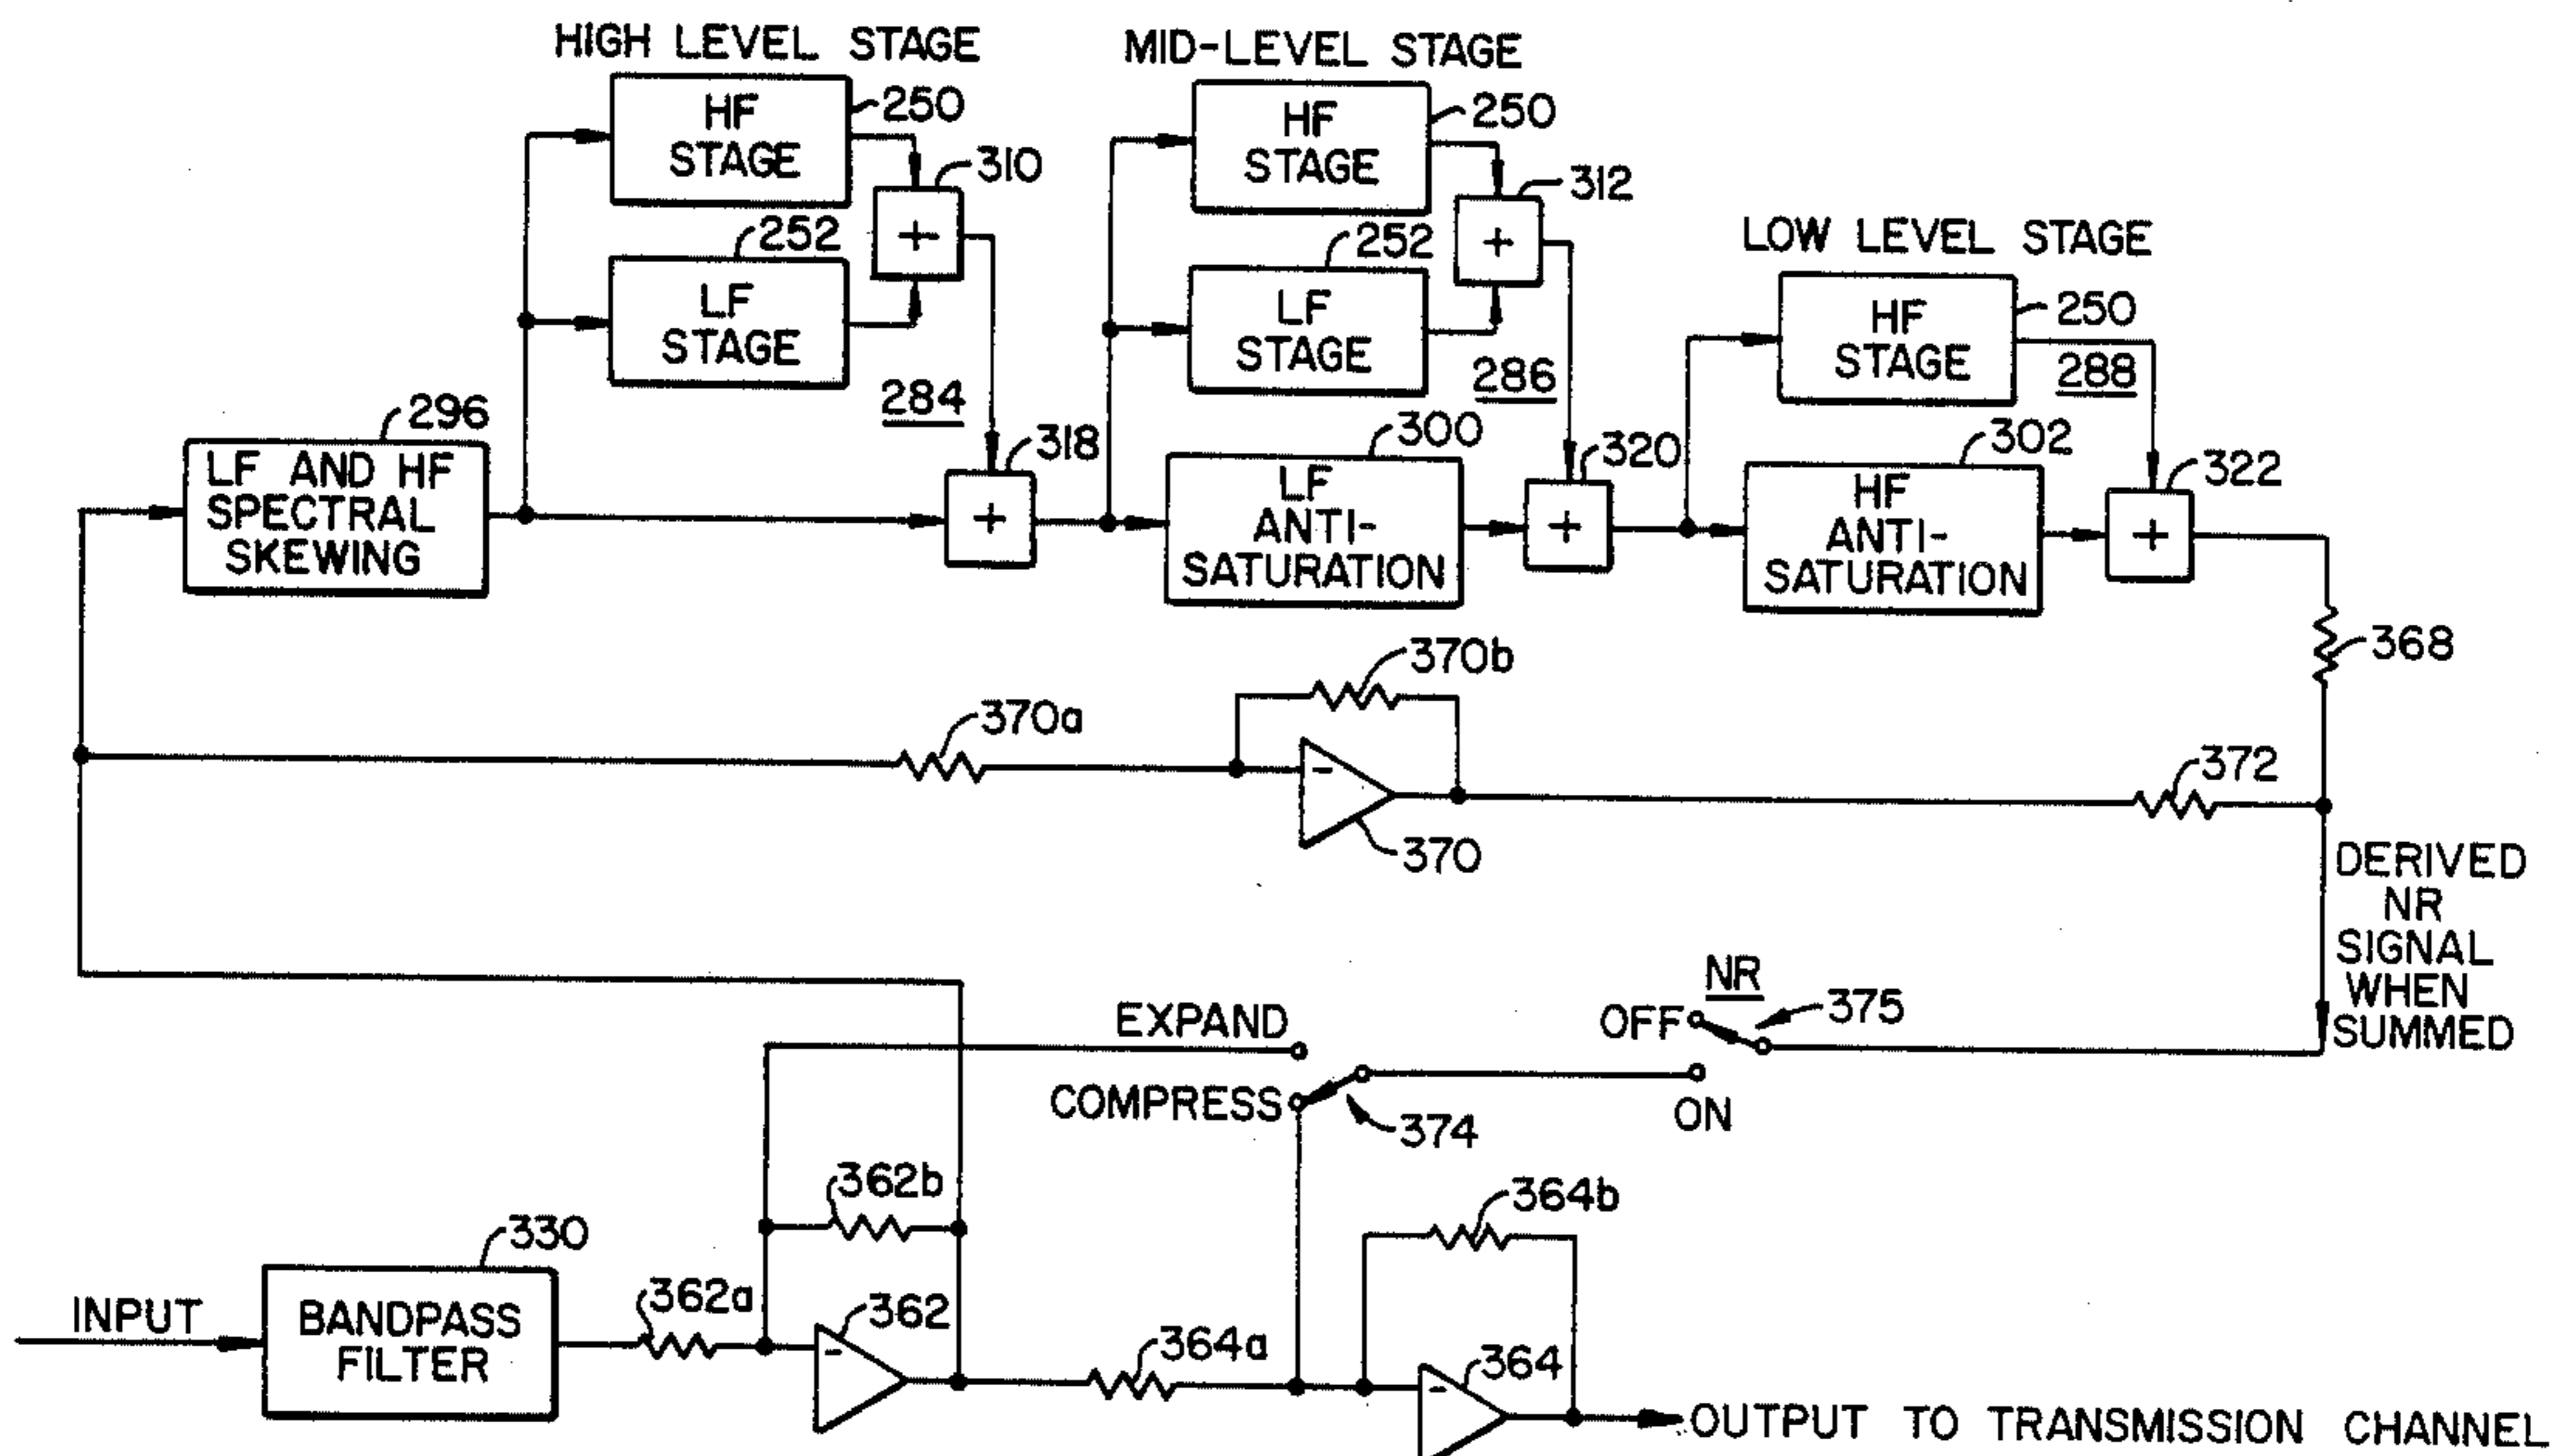 HIGH LEVEL STAGE
MID-LEVEL STAGE
LOW LEVEL STAGE
HF
STAGE
250
310
+
252
LF
STAGE
284
HF
STAGE
250
312
+
252
LF
STAGE
286
HF
STAGE
250
288
296
LF AND HF
SPECTRAL
SKEWING
318
+
300
LF
ANTI-
SATURATION
320
+
302
HF
ANTI-
SATURATION
322
+
368
370b
370a
-
370
372
DERIVED
NR
SIGNAL
WHEN
SUMMED
NR
EXPAND
OFF
375
COMPRESS
374
ON
362b
364b
330
INPUT
BANDPASS
FILTER
362a
362
-
364a
364
-
OUTPUT TO TRANSMISSION CHANNEL